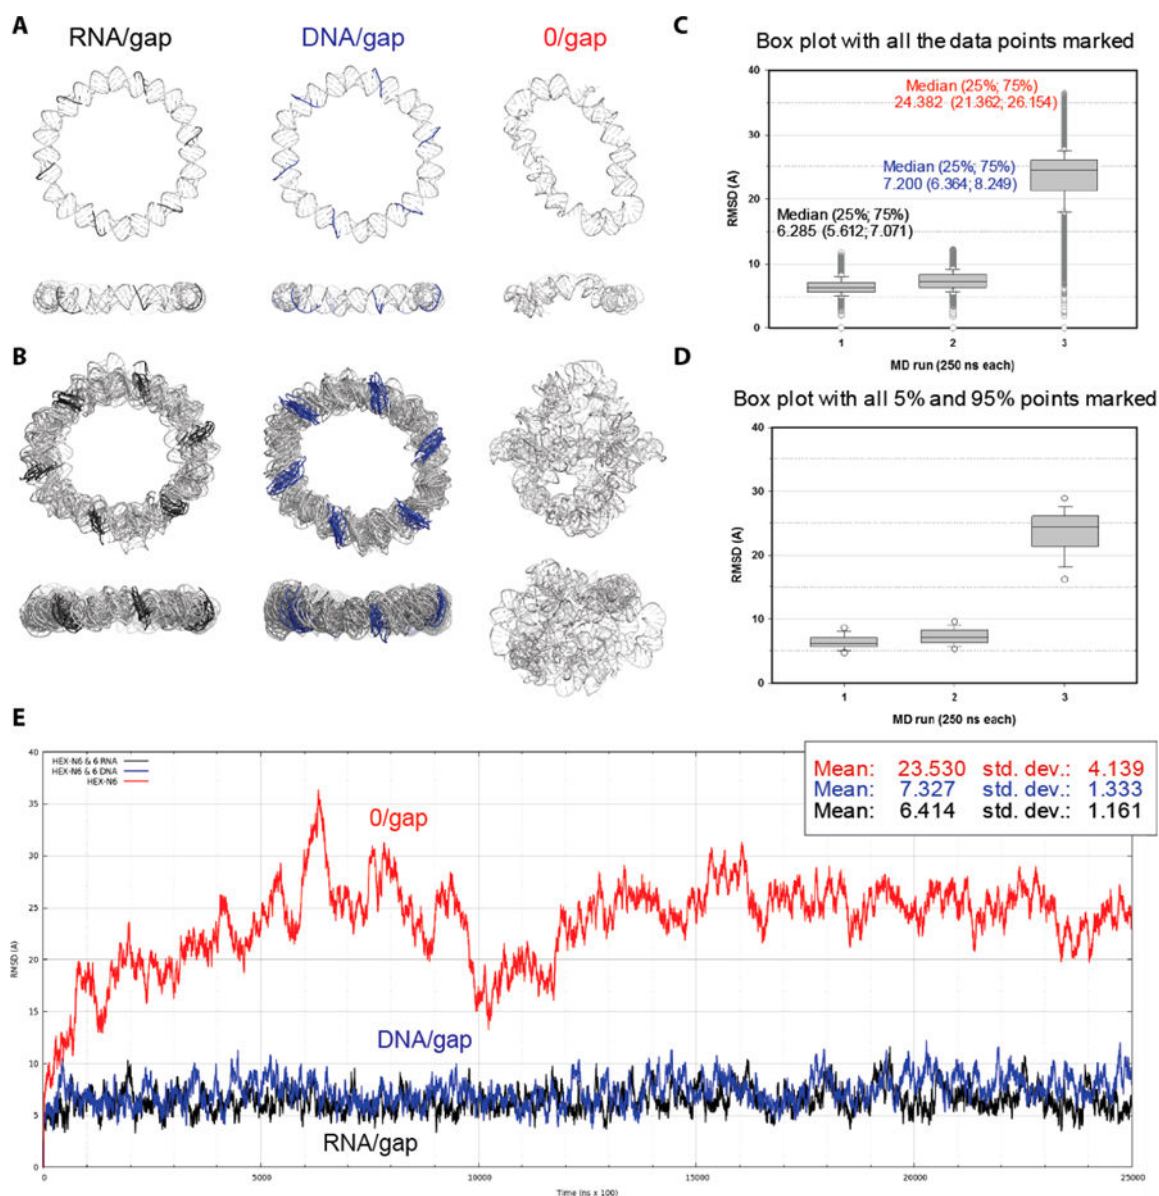 A
RNA/gap
DNA/gap
0/gap
B
C
Box plot with all the data points marked
40
30
20
10
0
RMSD (A)
Median (25%; 75%)
24.382 (21.362; 26.154)
Median (25%; 75%)
7.200 (6.364; 8.249)
Median (25%; 75%)
6.285 (5.612; 7.071)
1 2 3
MD run (250 ns each)
D
Box plot with all 5% and 95% points marked
40
30
20
10
0
RMSD (A)
1 2 3
MD run (250 ns each)
E
HEX-N6 & 6 RNA
HEX-N6 & 6 DNA
HEX-N6
Mean: 23.530 std. dev.: 4.139
Mean: 7.327 std. dev.: 1.333
Mean: 6.414 std. dev.: 1.161
0/gap
DNA/gap
RNA/gap
40
35
30
25
20
15
10
5
0
RMSD (A)
0 5000 10000 15000 20000 25000
Time (ns x 100)